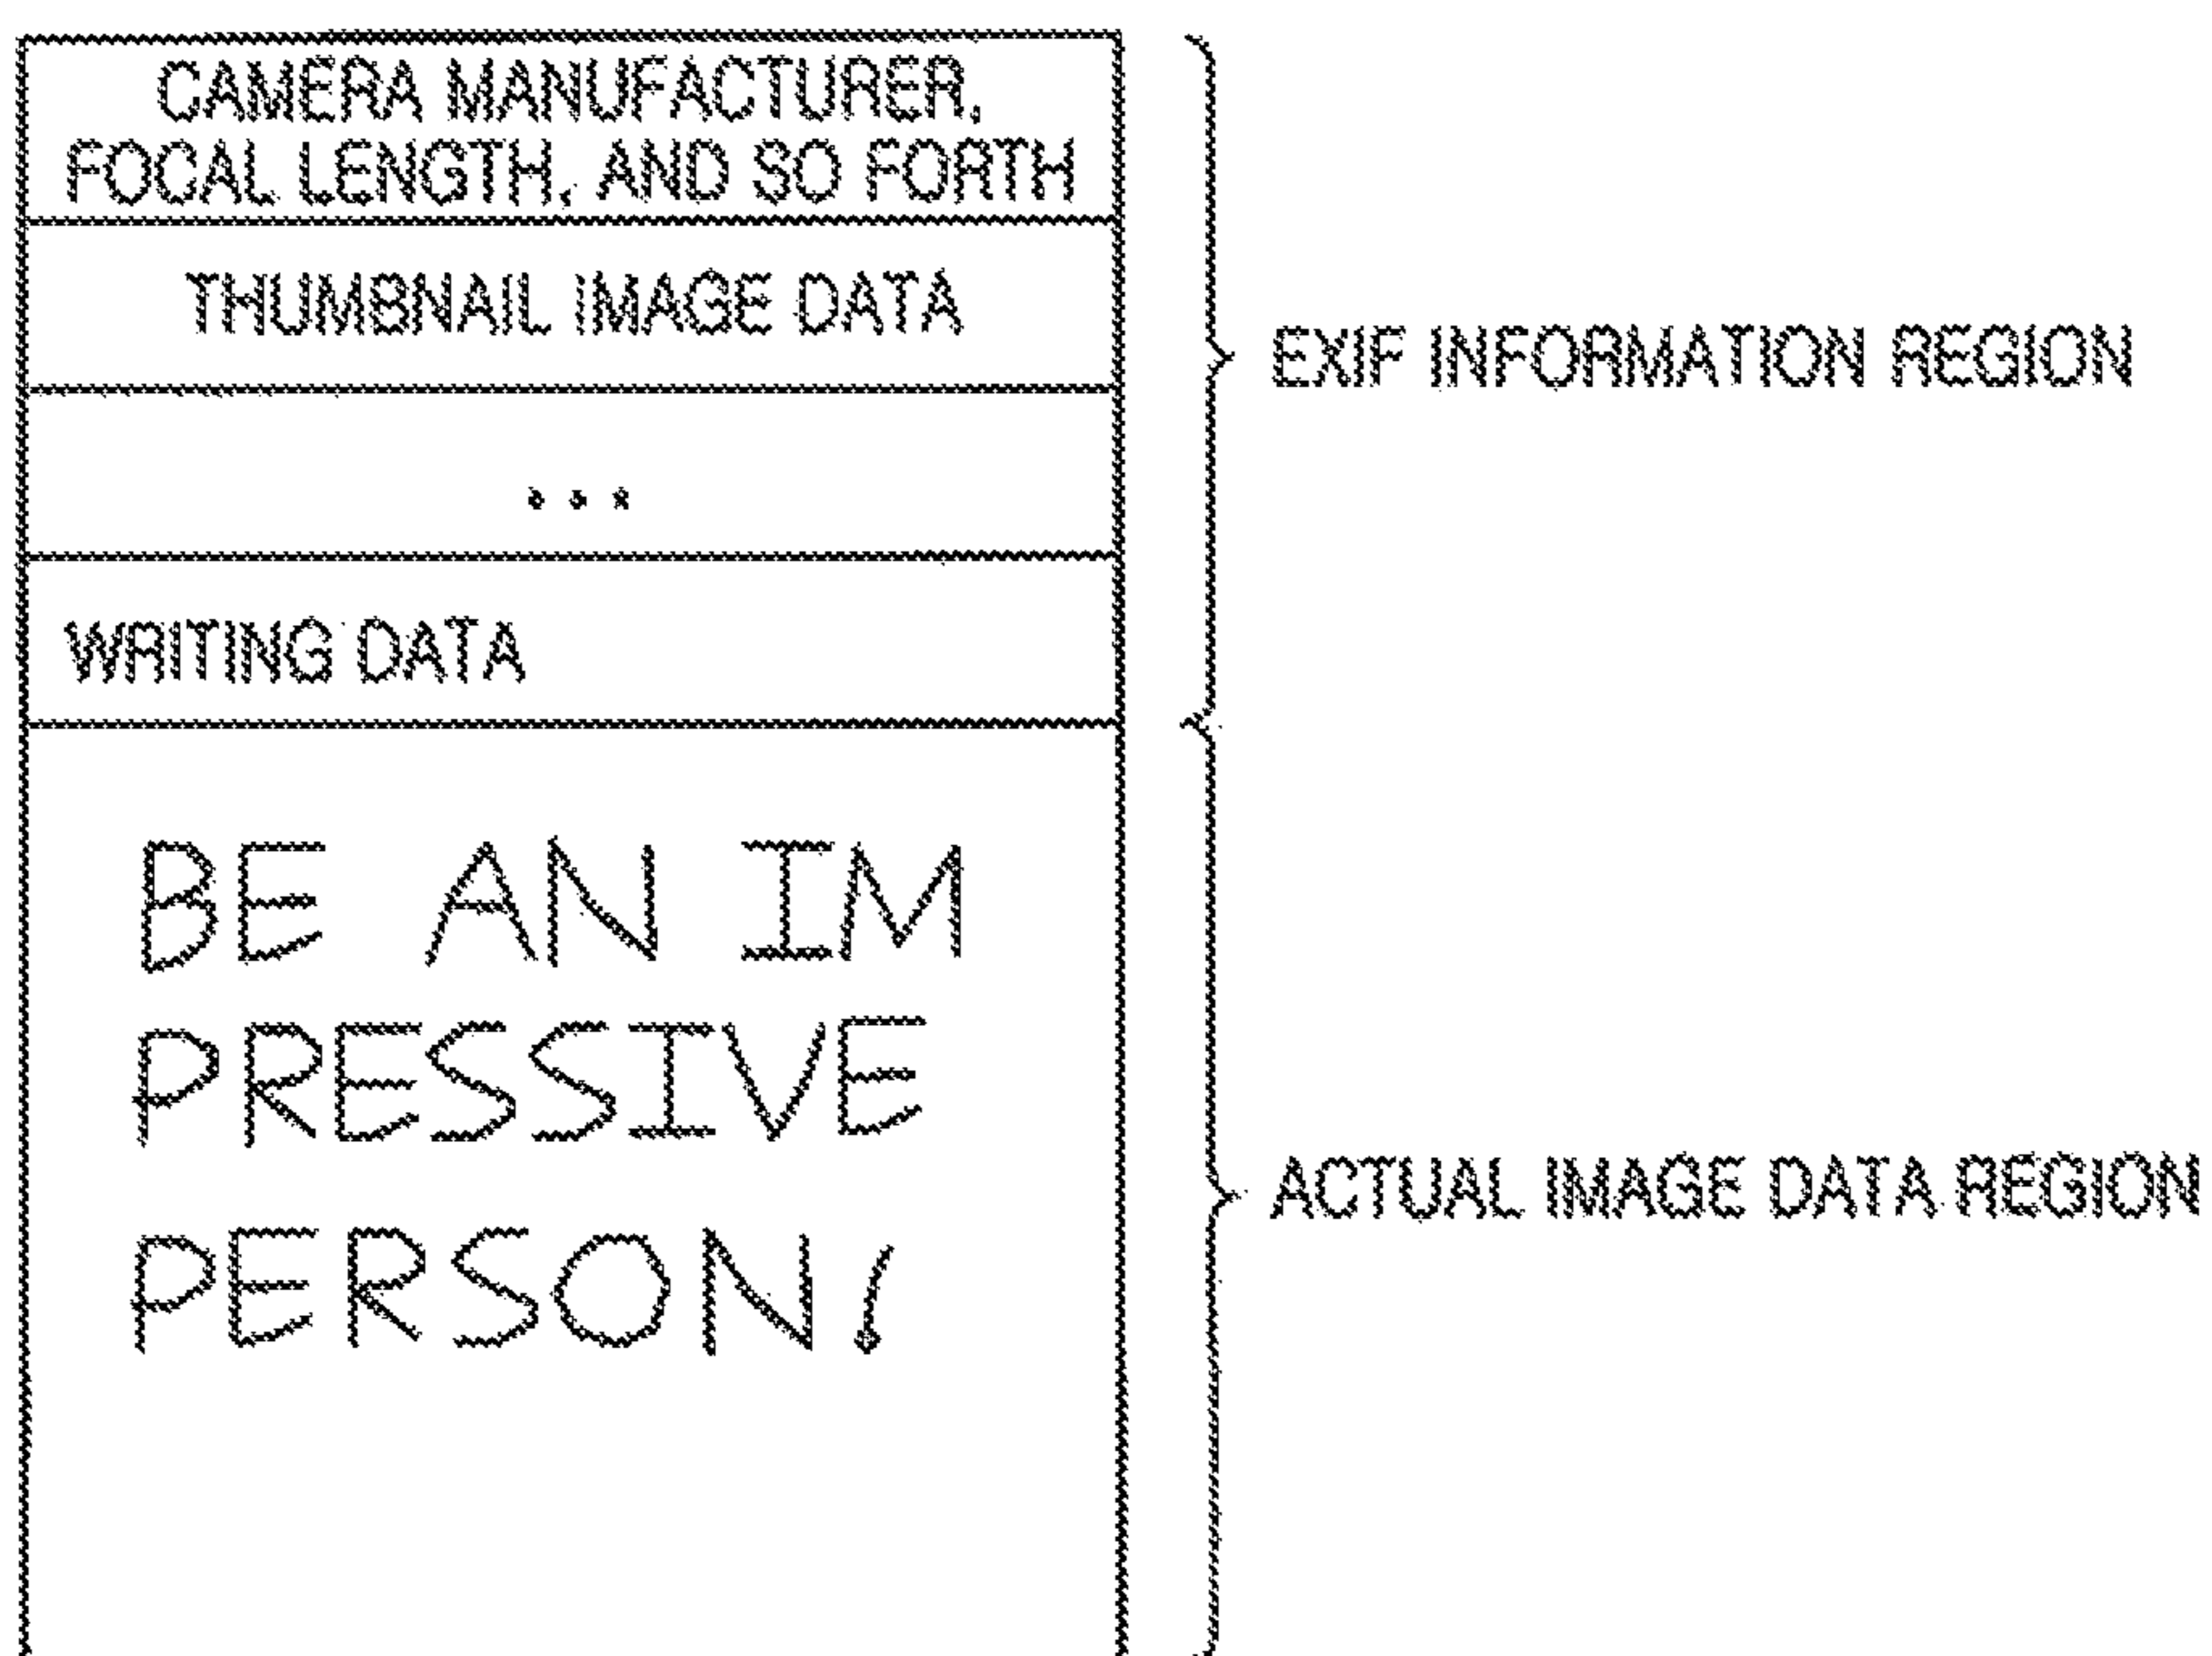 CAMERA MANUFACTURER,
FOCAL LENGTH, AND SO FORTH
THUMBNAIL IMAGE DATA
...
WRITING DATA
EXIF INFORMATION REGION
BE AN IM
PRESSIVE
PERSON!
ACTUAL IMAGE DATA REGION